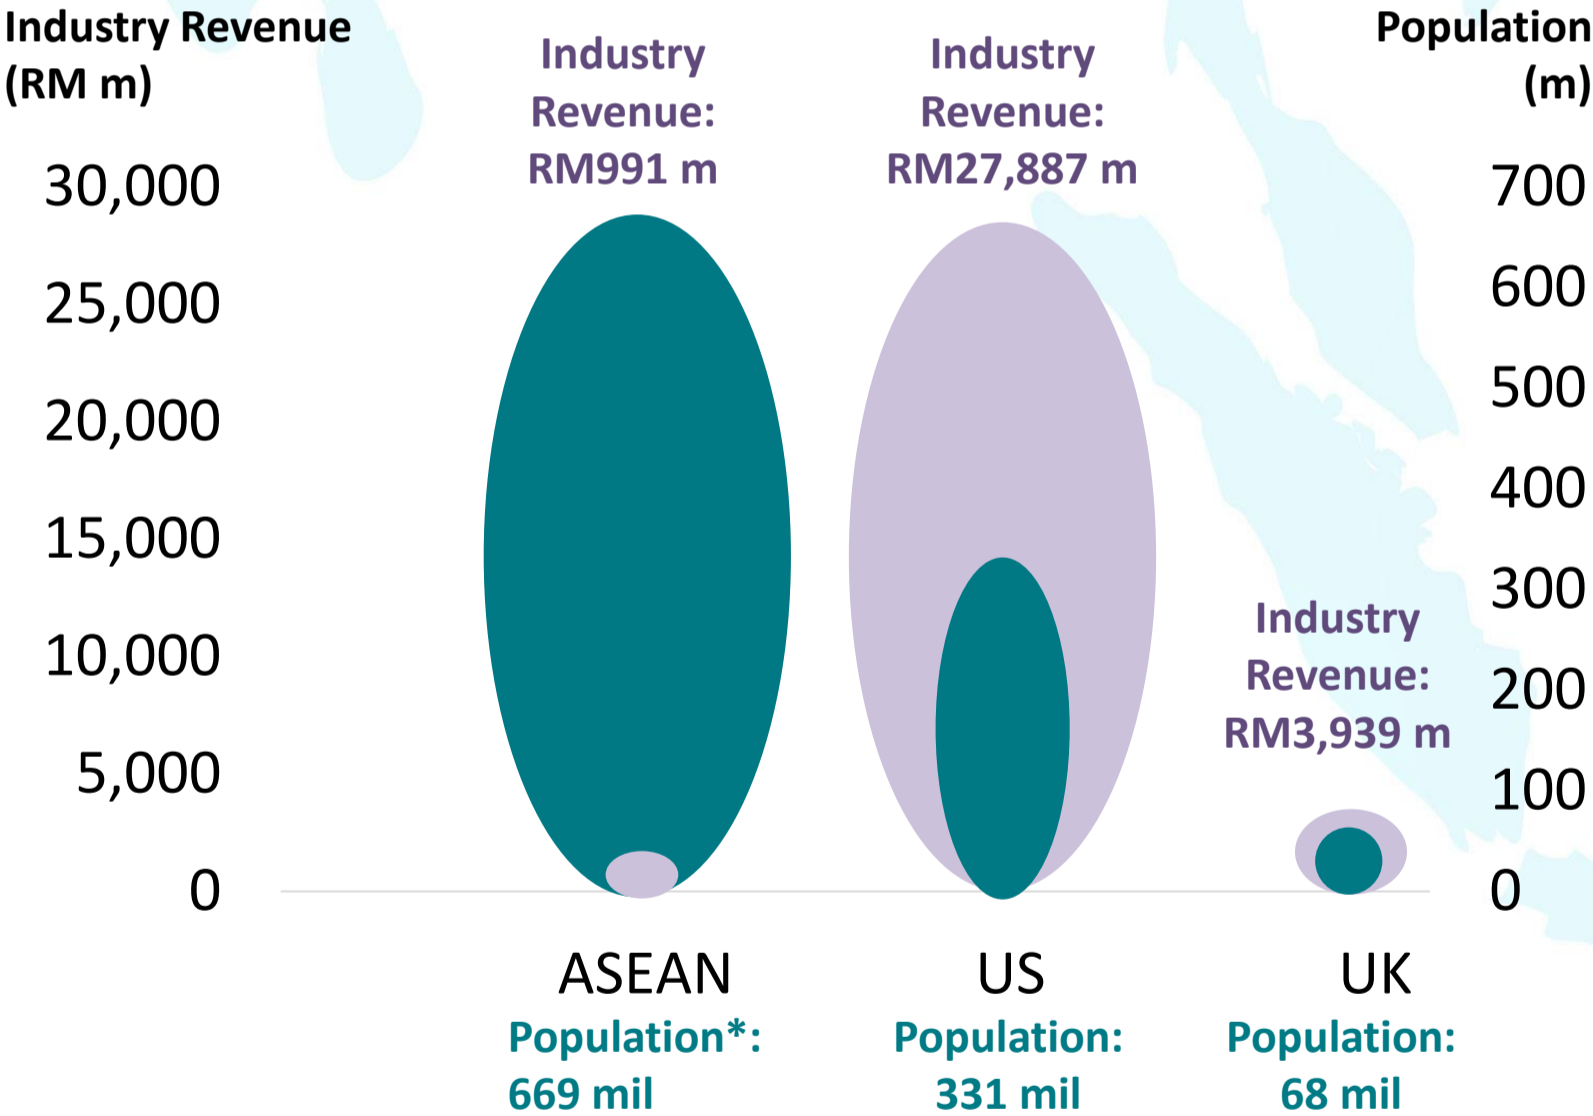 Industry Revenue
(RM m)
Population
(m)
Industry
Revenue:
RM991 m
Industry
Revenue:
RM27,887 m
30,000
25,000
20,000
15,000
10,000
5,000
0
700
600
500
400
300
200
100
0
Industry
Revenue:
RM3,939 m
ASEAN
Population*:
669 mil
US
Population:
331 mil
UK
Population:
68 mil